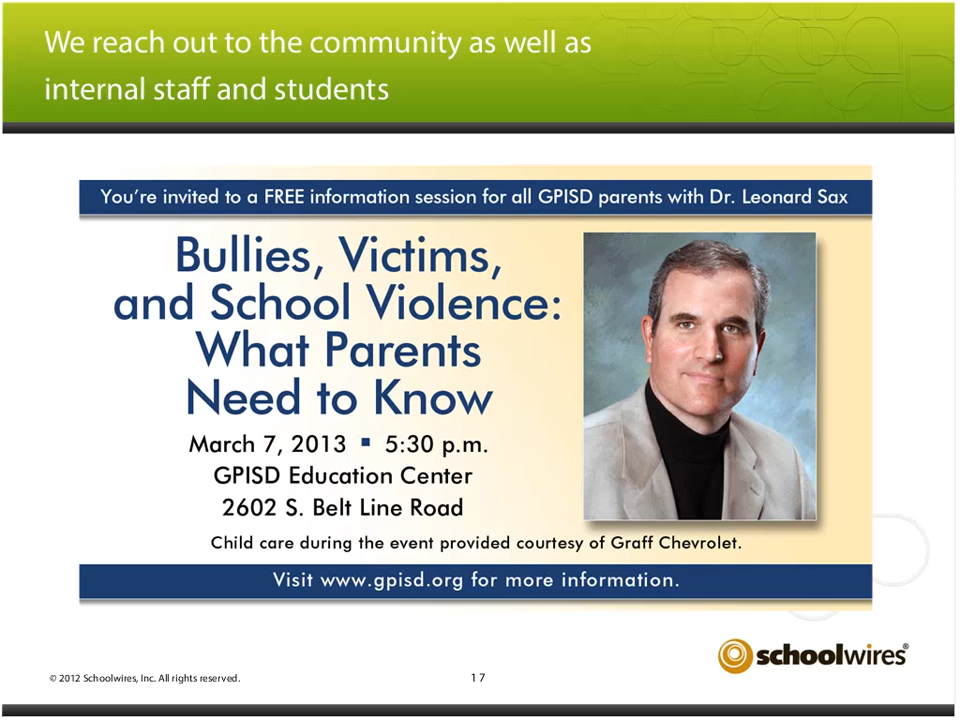 We reach out to the community as well as
internal staff and students
You're invited to a FREE information session for all GPISD parents with Dr. Leonard Sax
Bullies, Victims,
and School Violence:
What Parents
Need to Know
March 7, 2013 ▪ 5:30 p.m.
GPISD Education Center
2602 S. Belt Line Road
Child care during the event provided courtesy of Graff Chevrolet.
Visit www.gpisd.org for more information.
schoolwires®
© 2012 Schoolwires, Inc. All rights reserved.
17